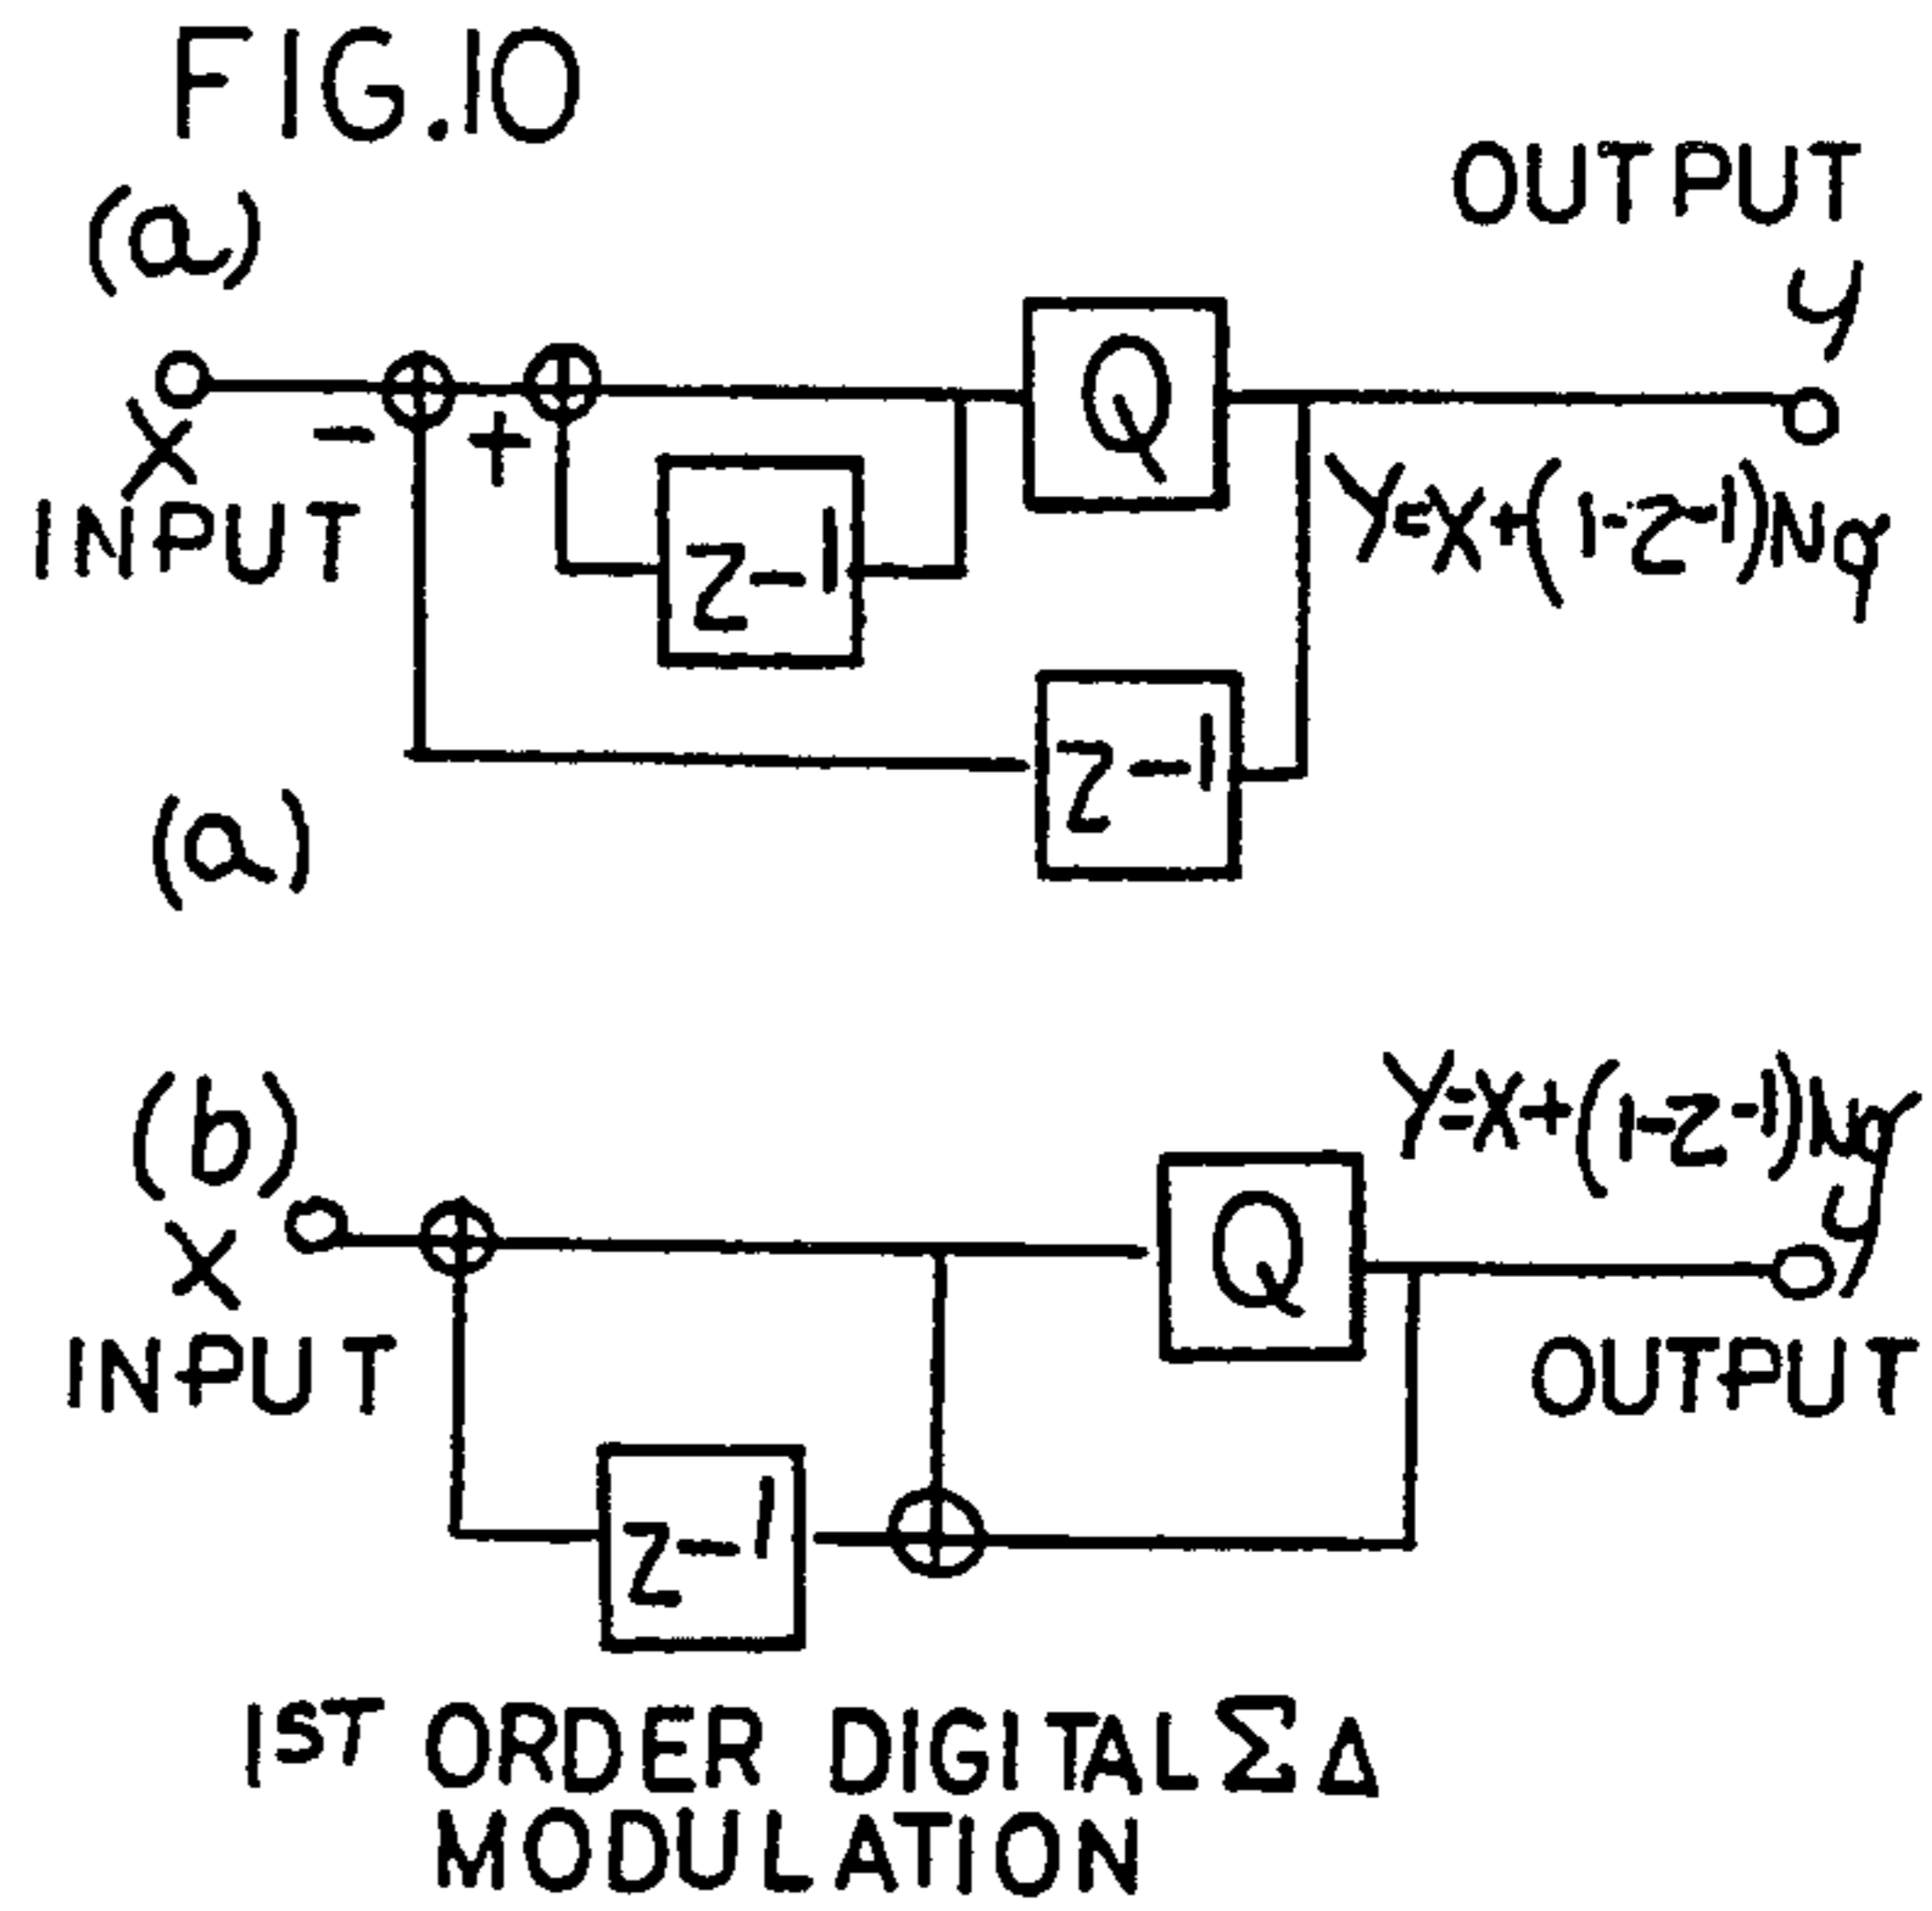 FIG.10
(a)
OUTPUT
y
Q
X
- +
INPUT
z-1
Y=X+(1-z-1)Nq
z-1
(a)
(b)
Y=X+(1-z-1)Nq
y
Q
X
INPUT
OUTPUT
z-1
1ST ORDER DIGITAL Σ Δ
MODULATION